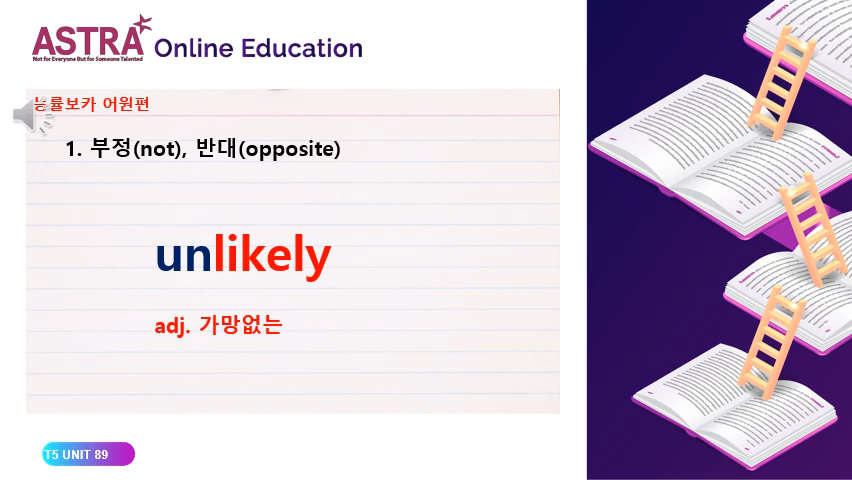 ASTRA Online Education
Not for Everyone But for Someone Talented
능률보카 어원편
1. 부정(not), 반대(opposite)
unlikely
adj. 가망없는
T5 UNIT 89